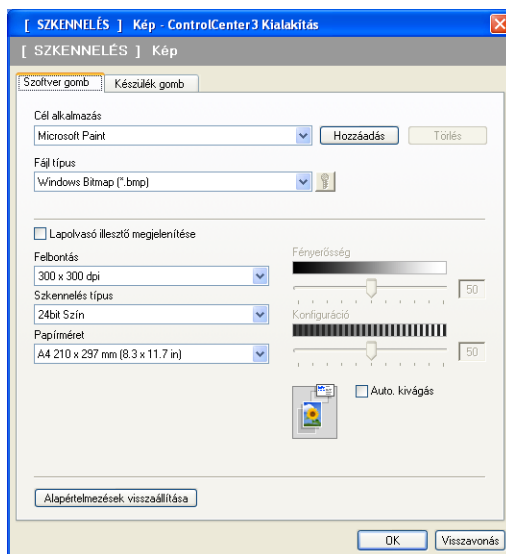 [ SZKENNELÉS ] Kép - ControlCenter3 Kialakítás
[ SZKENNELÉS ] Kép
Szoftver gomb Készülék gomb
Cél alkalmazás
Microsoft Paint Hozzáadás Törlés
Fájl típus
Windows Bitmap (*.bmp)
Lapolvasó illesztő megjelenítése
Felbontás Fényerősség
300 x 300 dpi 50
Szkennelés típus
24bit Szín Konfiguráció
Papírméret
A4 210 x 297 mm (8.3 x 11.7 in) 50
Auto. kivágás
Alapértelmezések visszaállítása
OK Visszavonás